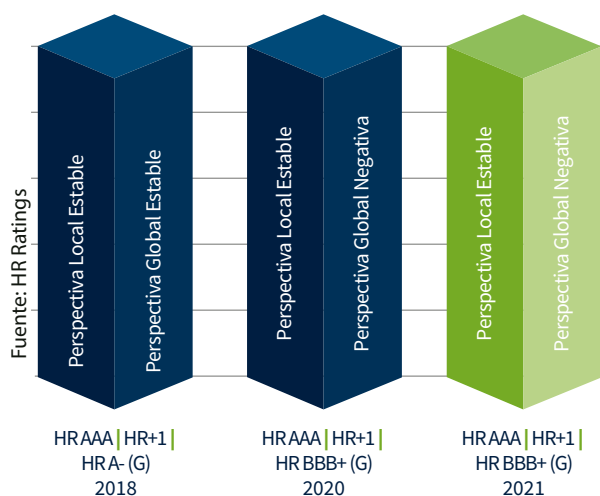 Fuente: HR Ratings
Perspectiva Local Estable
Perspectiva Global Estable
Perspectiva Local Estable
Perspectiva Global Negativa
Perspectiva Local Estable
Perspectiva Global Negativa
HR AAA | HR+1 |
HR A- (G)
2018
HR AAA | HR+1 |
HR BBB+ (G)
2020
HR AAA | HR+1 |
HR BBB+ (G)
2021